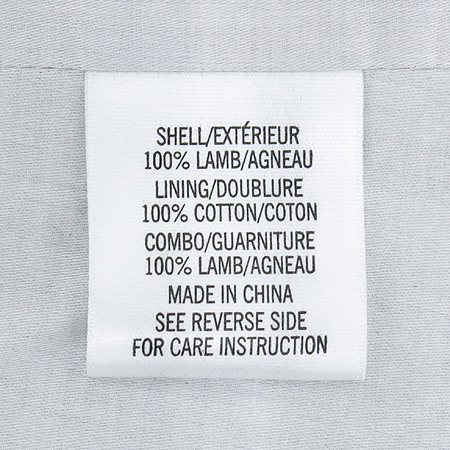 SHELL/EXTÉRIEUR
100% LAMB/AGNEAU
LINING/DOUBLURE
100% COTTON/COTON
COMBO/GUARNITURE
100% LAMB/AGNEAU
MADE IN CHINA
SEE REVERSE SIDE
FOR CARE INSTRUCTION